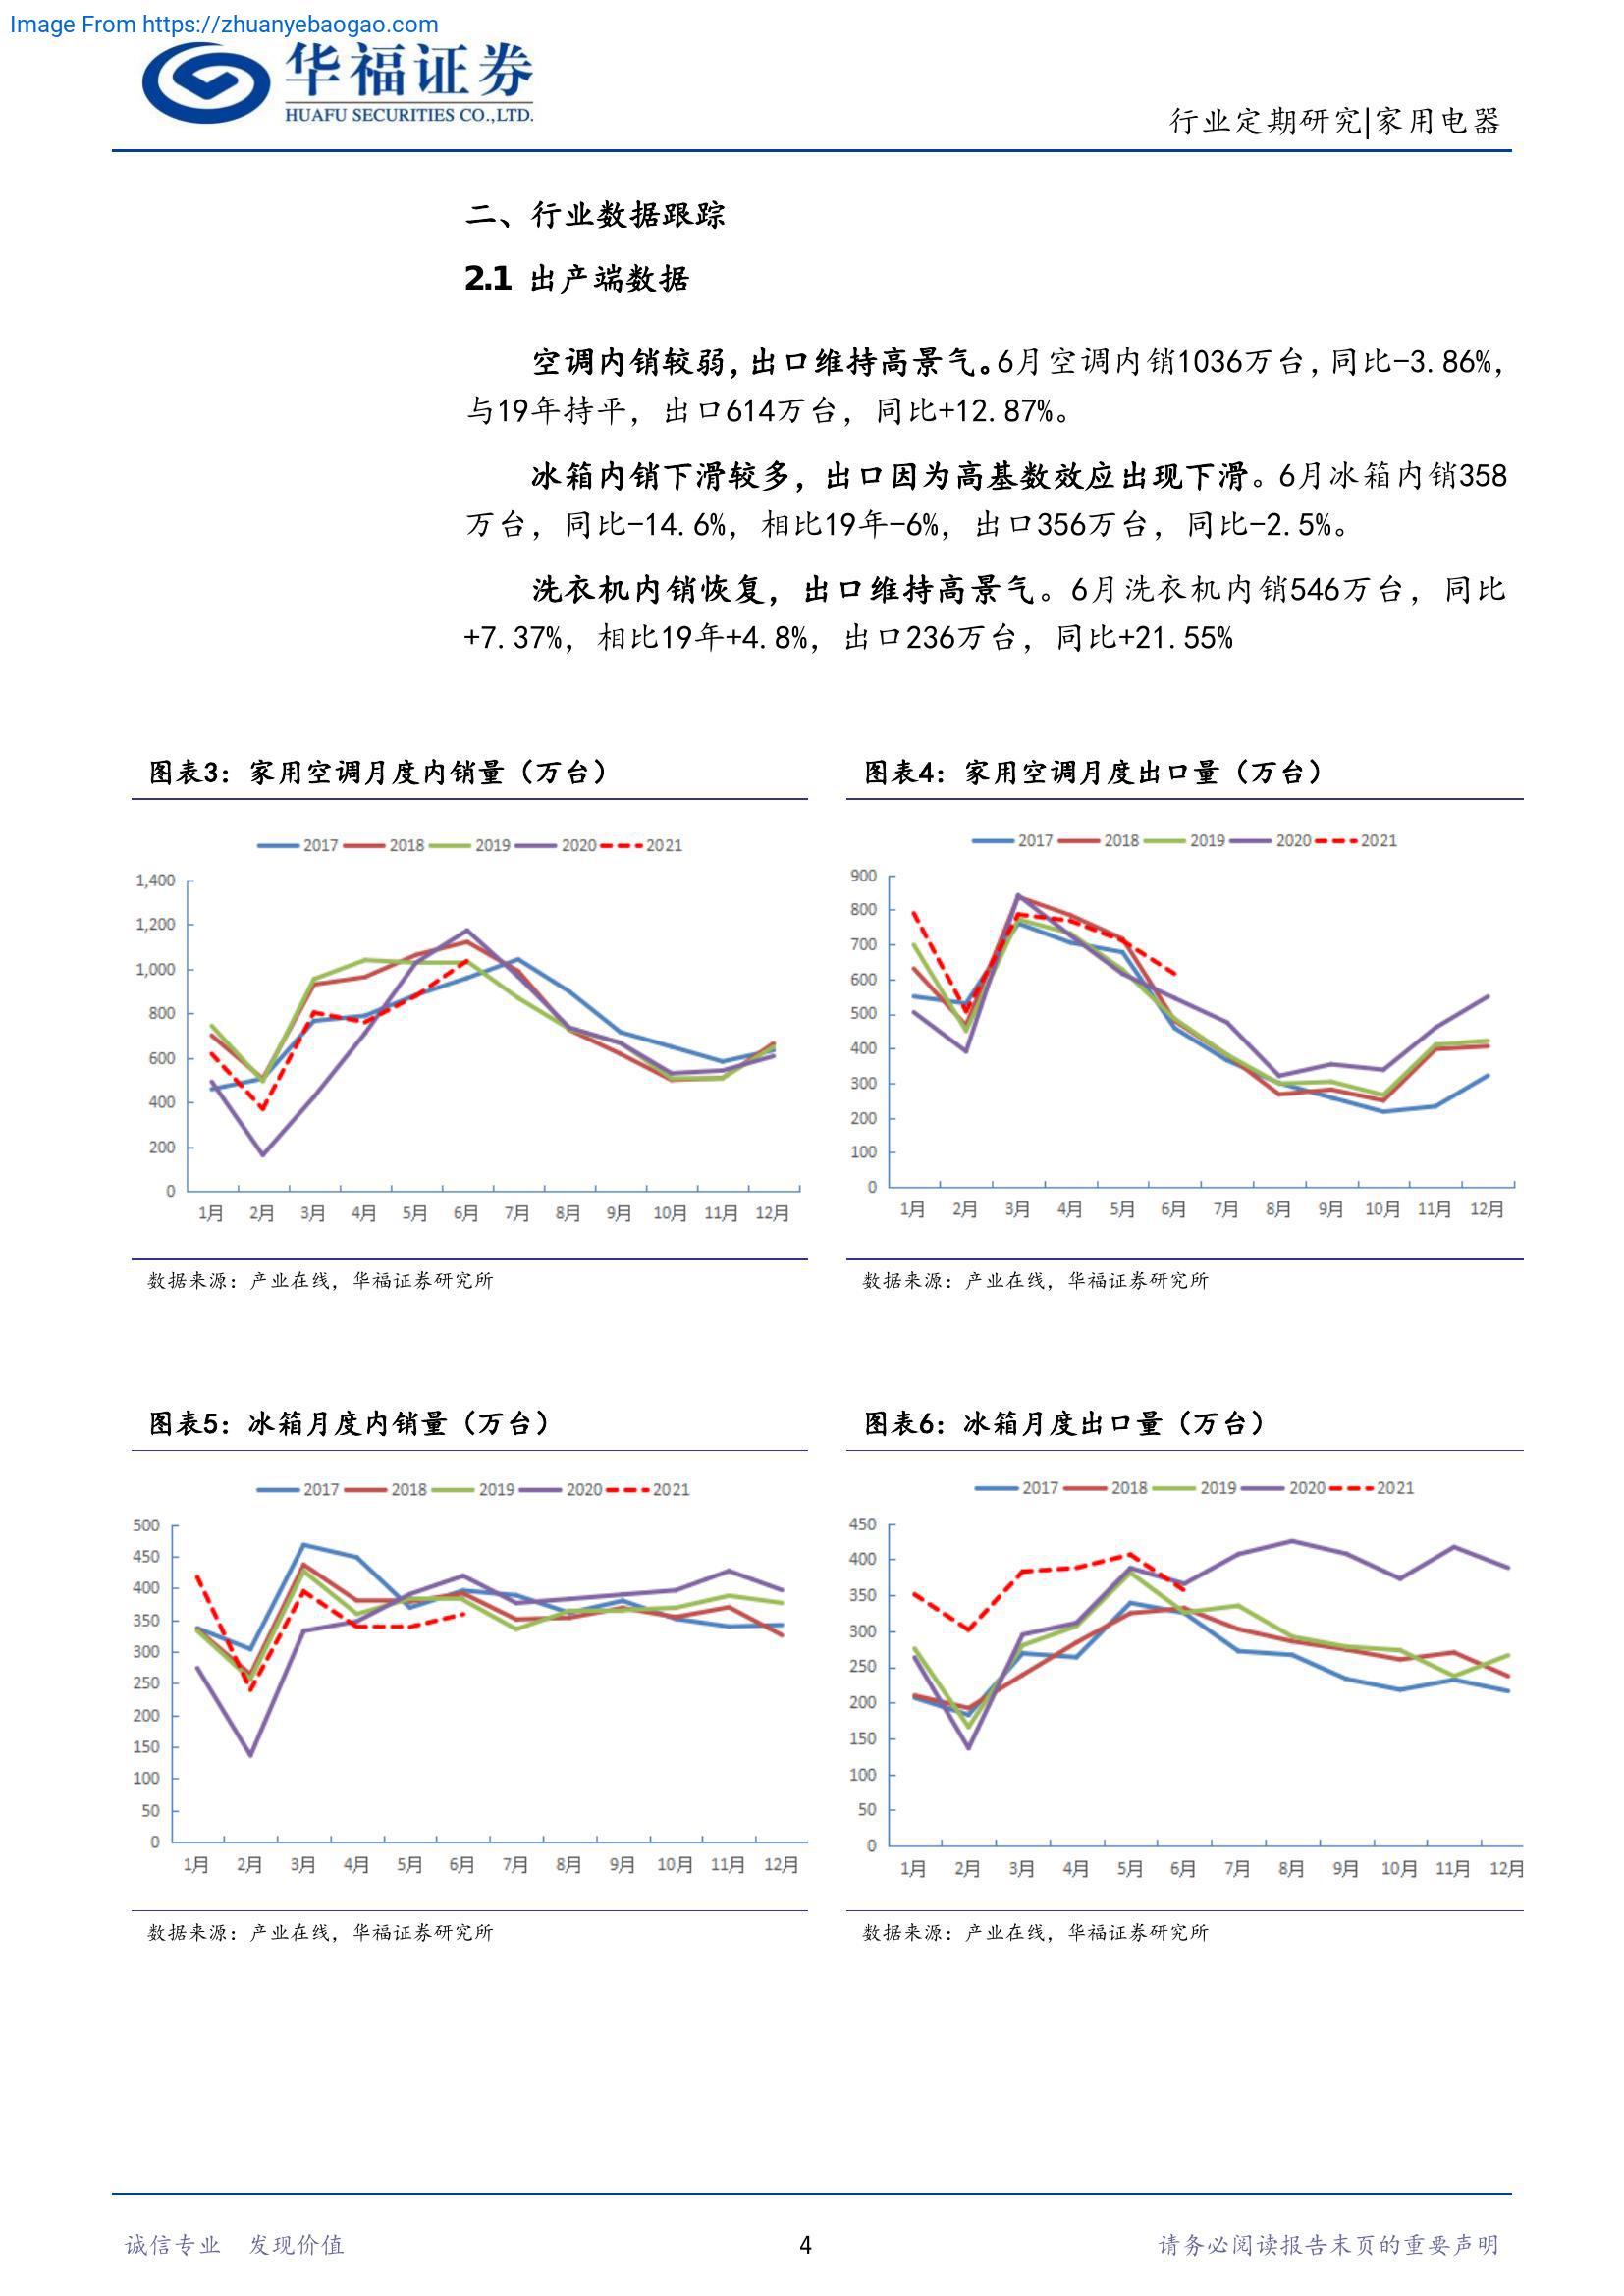 Image From https://zhuanyebaogao.com
华福证券
HUAFU SECURITIES CO.,LTD.
行业定期研究|家用电器
二、行业数据跟踪
2.1 出产端数据
空调内销较弱,出口维持高景气。6月空调内销1036万台,同比-3.86%,
与19年持平, 出口614万台, 同比+12.87%。
冰箱内销下滑较多, 出口因为高基数效应出现下滑。6月冰箱内销358
万台, 同比-14.6%, 相比19年-6%, 出口356万台, 同比-2.5%。
洗衣机内销恢复, 出口维持高景气。6月洗衣机内销546万台, 同比
+7.37%, 相比19年+4.8%, 出口236万台, 同比+21.55%
图表3：家用空调月度内销量（万台）
2017 2018 2019 2020 2021
1,400
1,200
1,000
800
600
400
200
0
1月 2月 3月 4月 5月 6月 7月 8月 9月 10月 11月 12月
数据来源：产业在线，华福证券研究所
图表4：家用空调月度出口量（万台）
2017 2018 2019 2020 2021
900
800
700
600
500
400
300
200
100
0
1月 2月 3月 4月 5月 6月 7月 8月 9月 10月 11月 12月
数据来源：产业在线，华福证券研究所
图表5：冰箱月度内销量（万台）
2017 2018 2019 2020 2021
500
450
400
350
300
250
200
150
100
50
0
1月 2月 3月 4月 5月 6月 7月 8月 9月 10月 11月 12月
数据来源：产业在线，华福证券研究所
图表6：冰箱月度出口量（万台）
2017 2018 2019 2020 2021
450
400
350
300
250
200
150
100
50
0
1月 2月 3月 4月 5月 6月 7月 8月 9月 10月 11月 12月
数据来源：产业在线，华福证券研究所
诚信专业 发现价值
4
请务必阅读报告末页的重要声明